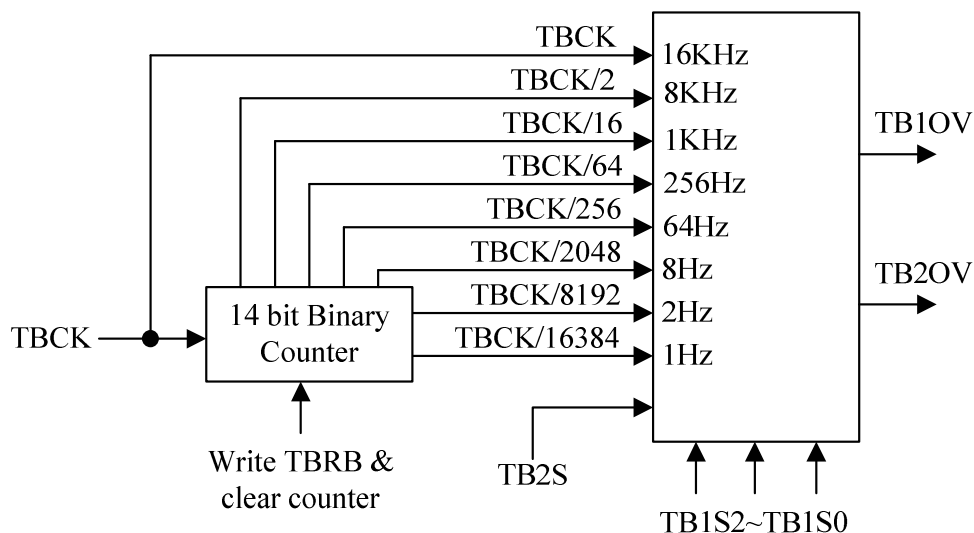 TBCK
16KHz
TBCK/2
8KHz
TBCK/16
1KHz
TB1OV
TBCK/64
256Hz
TBCK/256
64Hz
TBCK/2048
8Hz
TB2OV
14 bit Binary
Counter
TBCK/8192
2Hz
TBCK
TBCK/16384
1Hz
Write TBRB &
clear counter
TB2S
TB1S2~TB1S0